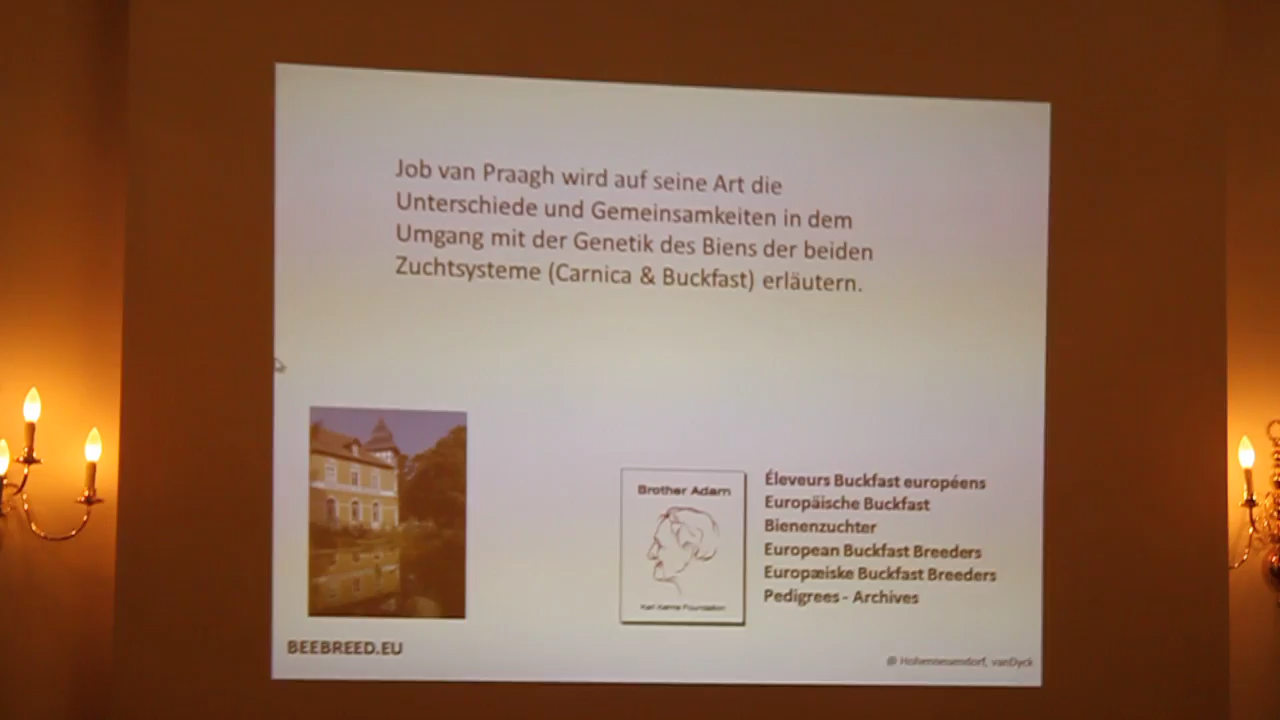 Job van Praagh wird auf seine Art die
Unterschiede und Gemeinsamkeiten in dem
Umgang mit der Genetik des Biens der beiden
Zuchtsysteme (Carnica & Buckfast) erläutern.
Brother Adam
Karl Kehrle Foundation
Éleveurs Buckfast européens
Europäische Buckfast
Bienenzuchter
European Buckfast Breeders
Europæiske Buckfast Breeders
Pedigrees - Archives
BEEBREED.EU
@ Hohenneuendorf, vanDyck